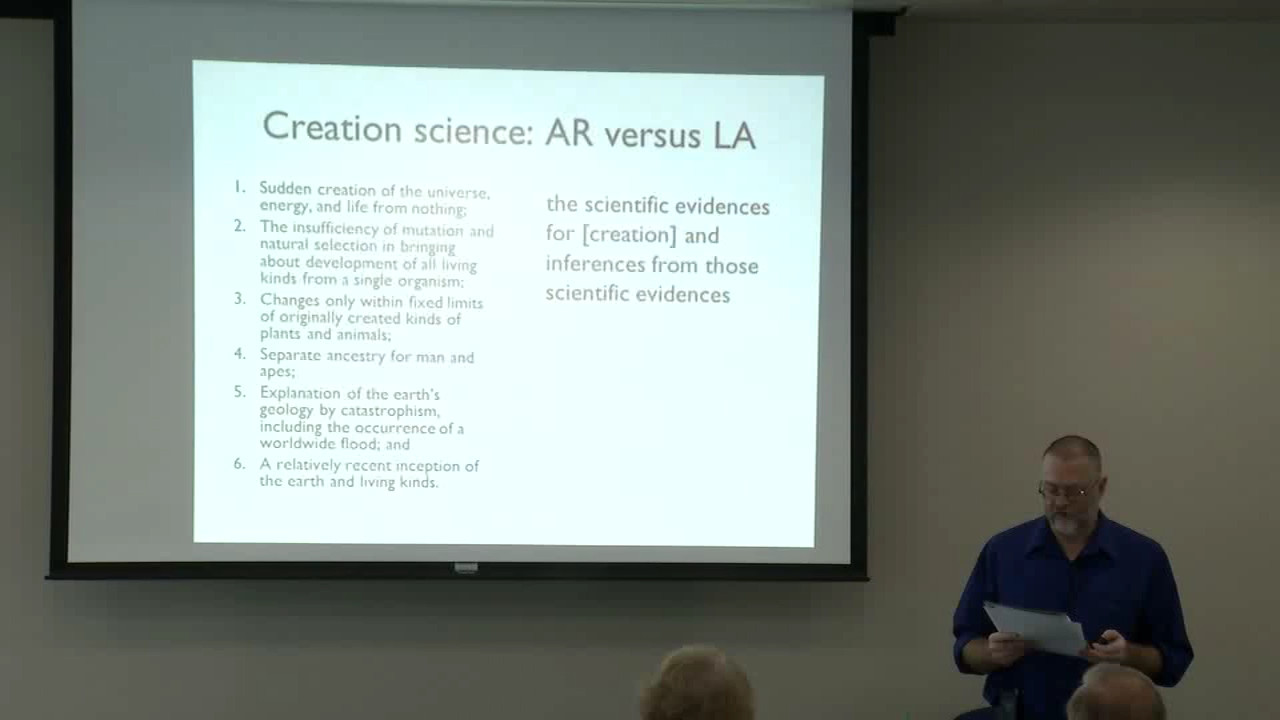 Creation science: AR versus LA
1. Sudden creation of the universe,
energy, and life from nothing;
2. The insufficiency of mutation and
natural selection in bringing
about development of all living
kinds from a single organism;
3. Changes only within fixed limits
of originally created kinds of
plants and animals;
4. Separate ancestry for man and
apes;
5. Explanation of the earth's
geology by catastrophism,
including the occurrence of a
worldwide flood; and
6. A relatively recent inception of
the earth and living kinds.
the scientific evidences
for [creation] and
inferences from those
scientific evidences